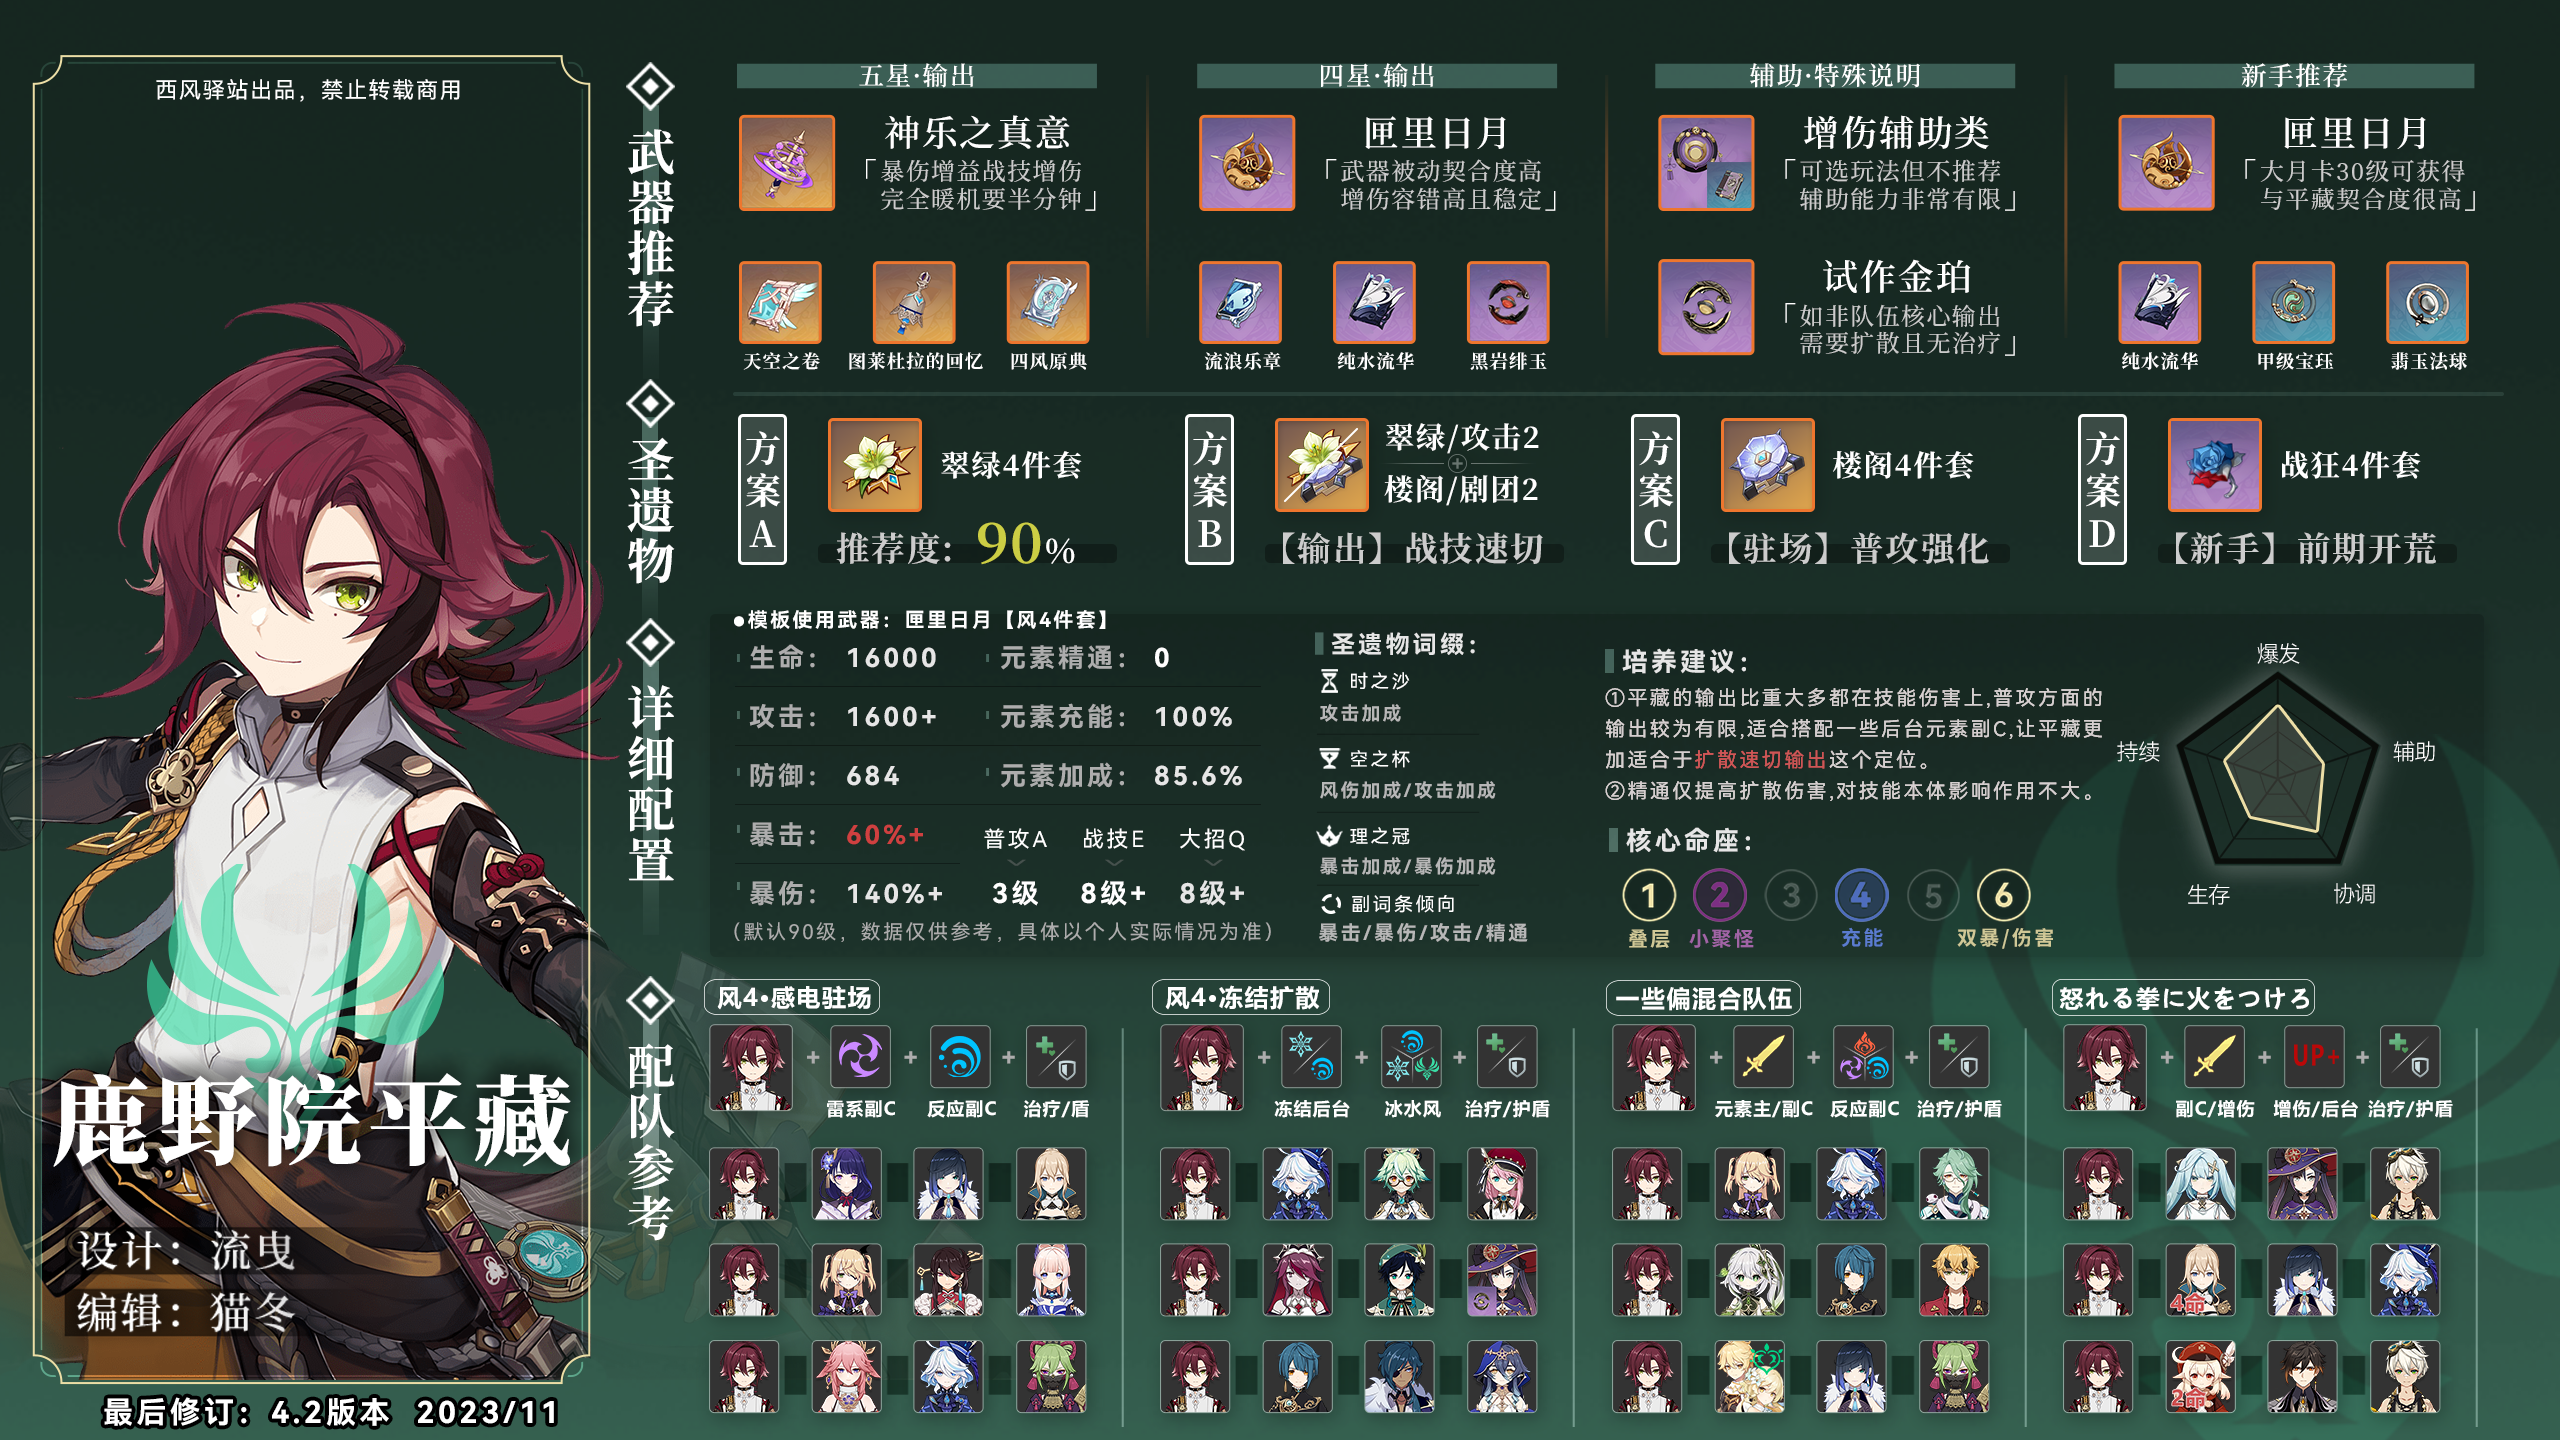 西风驿站出品，禁止转载商用
鹿野院平藏
设计：流曳
编辑：猫冬
最后修订：4.2版本 2023/11
武器推荐
五星·输出
神乐之真意
「暴伤增益战技增伤
完全暖机要半分钟」
天空之卷
图莱杜拉的回忆
四风原典
四星·输出
匣里日月
「武器被动契合度高
增伤容错高且稳定」
流浪乐章
纯水流华
黑岩绯玉
辅助·特殊说明
增伤辅助类
「可选玩法但不推荐
辅助能力非常有限」
试作金珀
「如非队伍核心输出
需要扩散且无治疗」
新手推荐
匣里日月
「大月卡30级可获得
与平藏契合度很高」
纯水流华
甲级宝珏
翡玉法球
圣遗物
方案A
翠绿4件套
推荐度：90%
方案B
翠绿/攻击2
楼阁/剧团2
【输出】战技速切
方案C
楼阁4件套
【驻场】普攻强化
方案D
战狂4件套
【新手】前期开荒
详细配置
●模板使用武器：匣里日月【风4件套】
生命：16000 元素精通：0
攻击：1600+ 元素充能：100%
防御：684 元素加成：85.6%
暴击：60%+ 普攻A 战技E 大招Q
暴伤：140%+ 3级 8级+ 8级+
（默认90级，数据仅供参考，具体以个人实际情况为准）
圣遗物词缀：
时之沙
攻击加成
空之杯
风伤加成/攻击加成
理之冠
暴击加成/暴伤加成
副词条倾向
暴击/暴伤/攻击/精通
培养建议：
①平藏的输出比重大多都在技能伤害上,普攻方面的
输出较为有限,适合搭配一些后台元素副C,让平藏更
加适合于扩散速切输出这个定位。
②精通仅提高扩散伤害,对技能本体影响作用不大。
核心命座：
1 2 3 4 5 6
叠层 小聚怪 充能 双暴/伤害
爆发
辅助
协调
生存
持续
配队参考
风4•感电驻场
雷系副C 反应副C 治疗/盾
风4•冻结扩散
冻结后台 冰水风 治疗/护盾
一些偏混合队伍
元素主/副C 反应副C 治疗/护盾
怒れる拳に火をつけろ
UP+
副C/增伤 增伤/后台 治疗/护盾
4命
2命